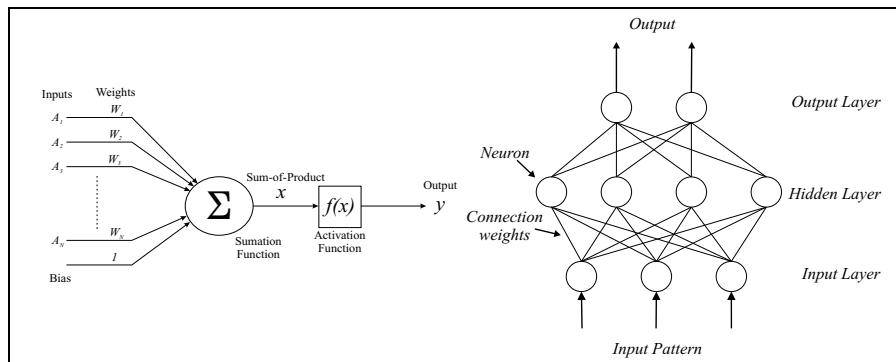 Inputs
Weights
A1
W1
A2
W2
A3
W3
AN
WN
1
Bias
Σ
Sumation
Function
Sum-of-Product
x
f(x)
Activation
Function
Output
y
Output
Output Layer
Neuron
Hidden Layer
Connection
weights
Input Layer
Input Pattern